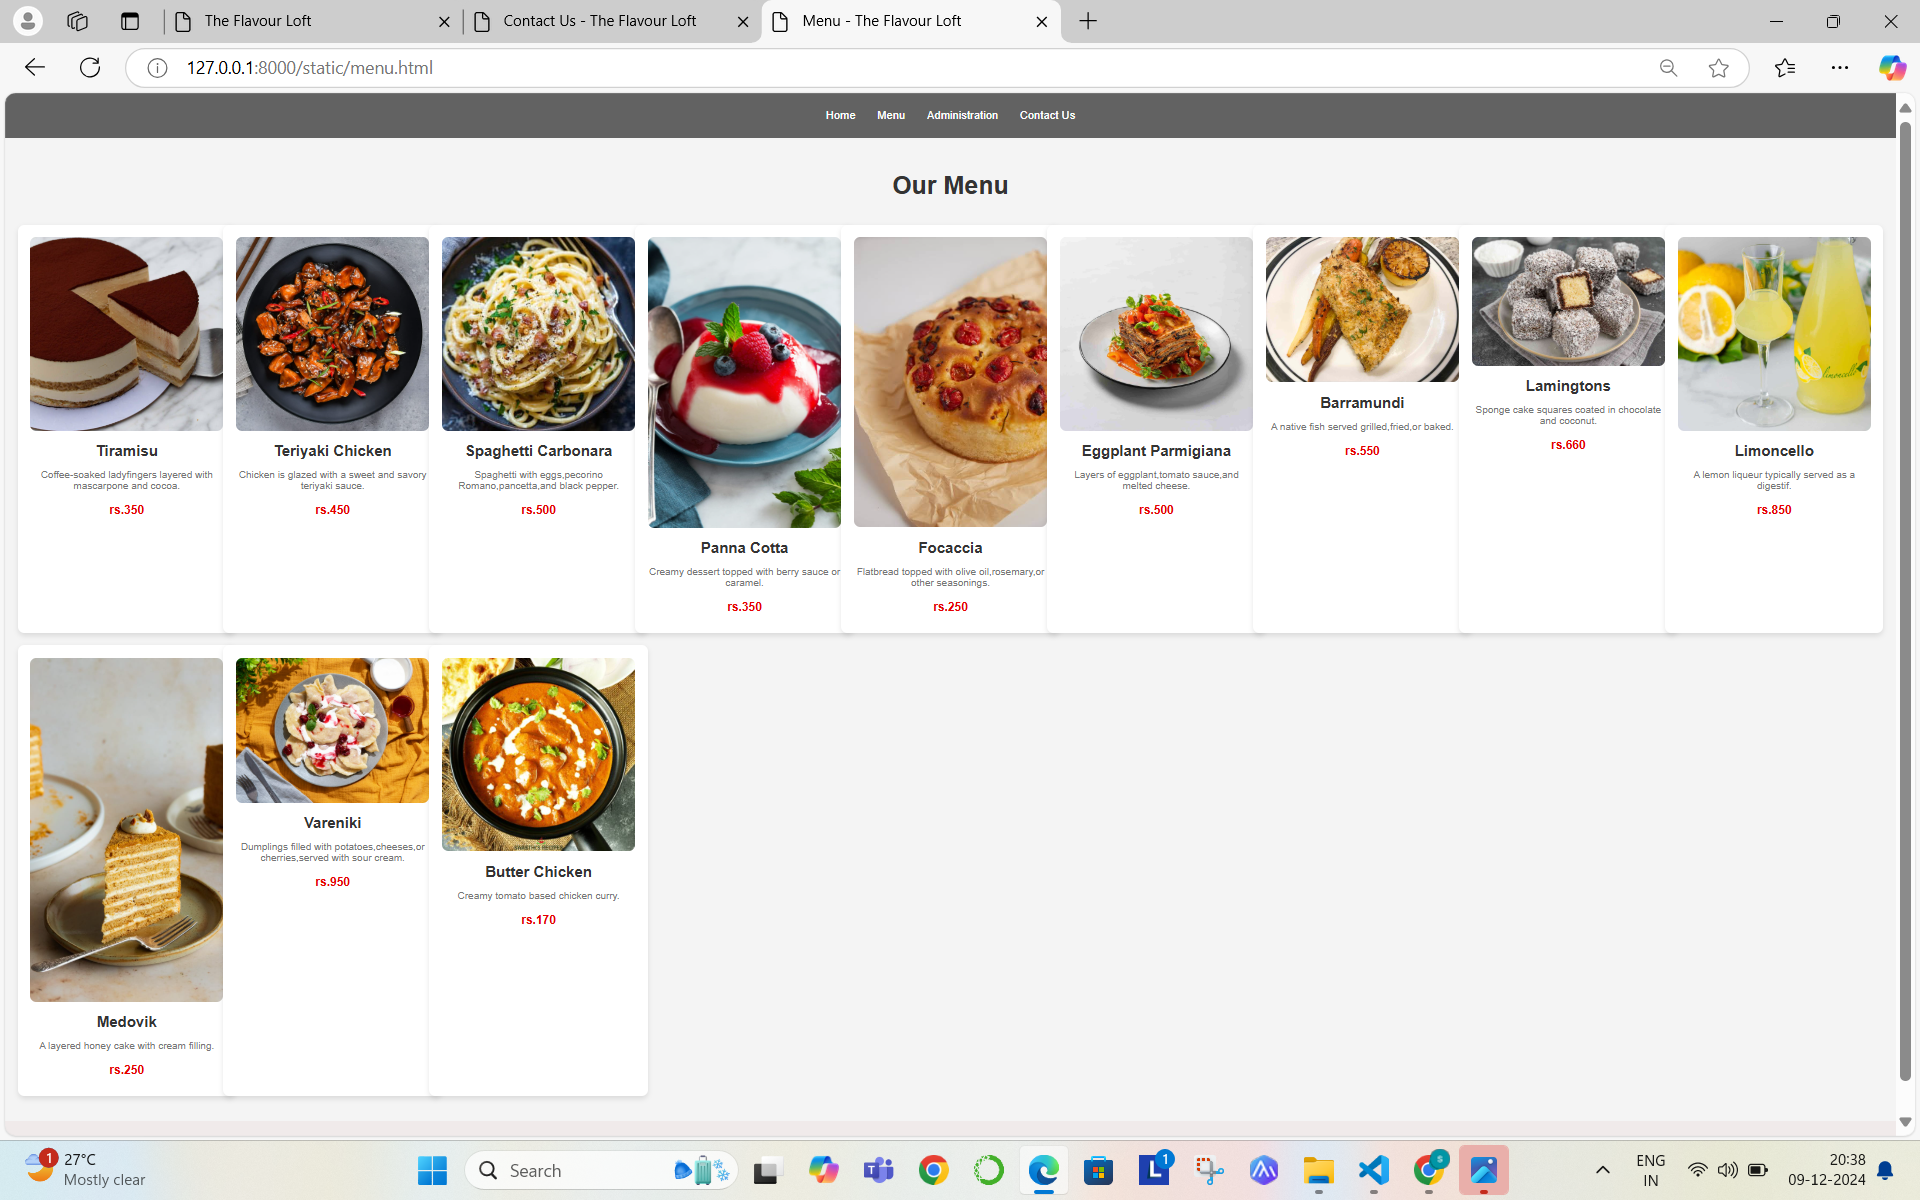 The Flavour Loft
Contact Us - The Flavour Loft
Menu - The Flavour Loft
127.0.0.1:8000/static/menu.html
Home
Menu
Administration
Contact Us
Our Menu
Tiramisu
Coffee-soaked ladyfingers layered with
mascarpone and cocoa.
rs.350
Teriyaki Chicken
Chicken is glazed with a sweet and savory
teriyaki sauce.
rs.450
Spaghetti Carbonara
Spaghetti with eggs,pecorino
Romano,pancetta,and black pepper.
rs.500
Panna Cotta
Creamy dessert topped with berry sauce or
caramel.
rs.350
Focaccia
Flatbread topped with olive oil,rosemary,or
other seasonings.
rs.250
Eggplant Parmigiana
Layers of eggplant,tomato sauce,and
melted cheese.
rs.500
Barramundi
A native fish served grilled,fried,or baked.
rs.550
Lamingtons
Sponge cake squares coated in chocolate
and coconut.
rs.660
limoncello
Limoncello
A lemon liqueur typically served as a
digestif.
rs.850
Medovik
A layered honey cake with cream filling.
rs.250
Vareniki
Dumplings filled with potatoes,cheeses,or
cherries,served with sour cream.
rs.950
Butter Chicken
Creamy tomato based chicken curry.
rs.170
1
27°C
Mostly clear
Search
L
1
S
ENG
IN
20:38
09-12-2024